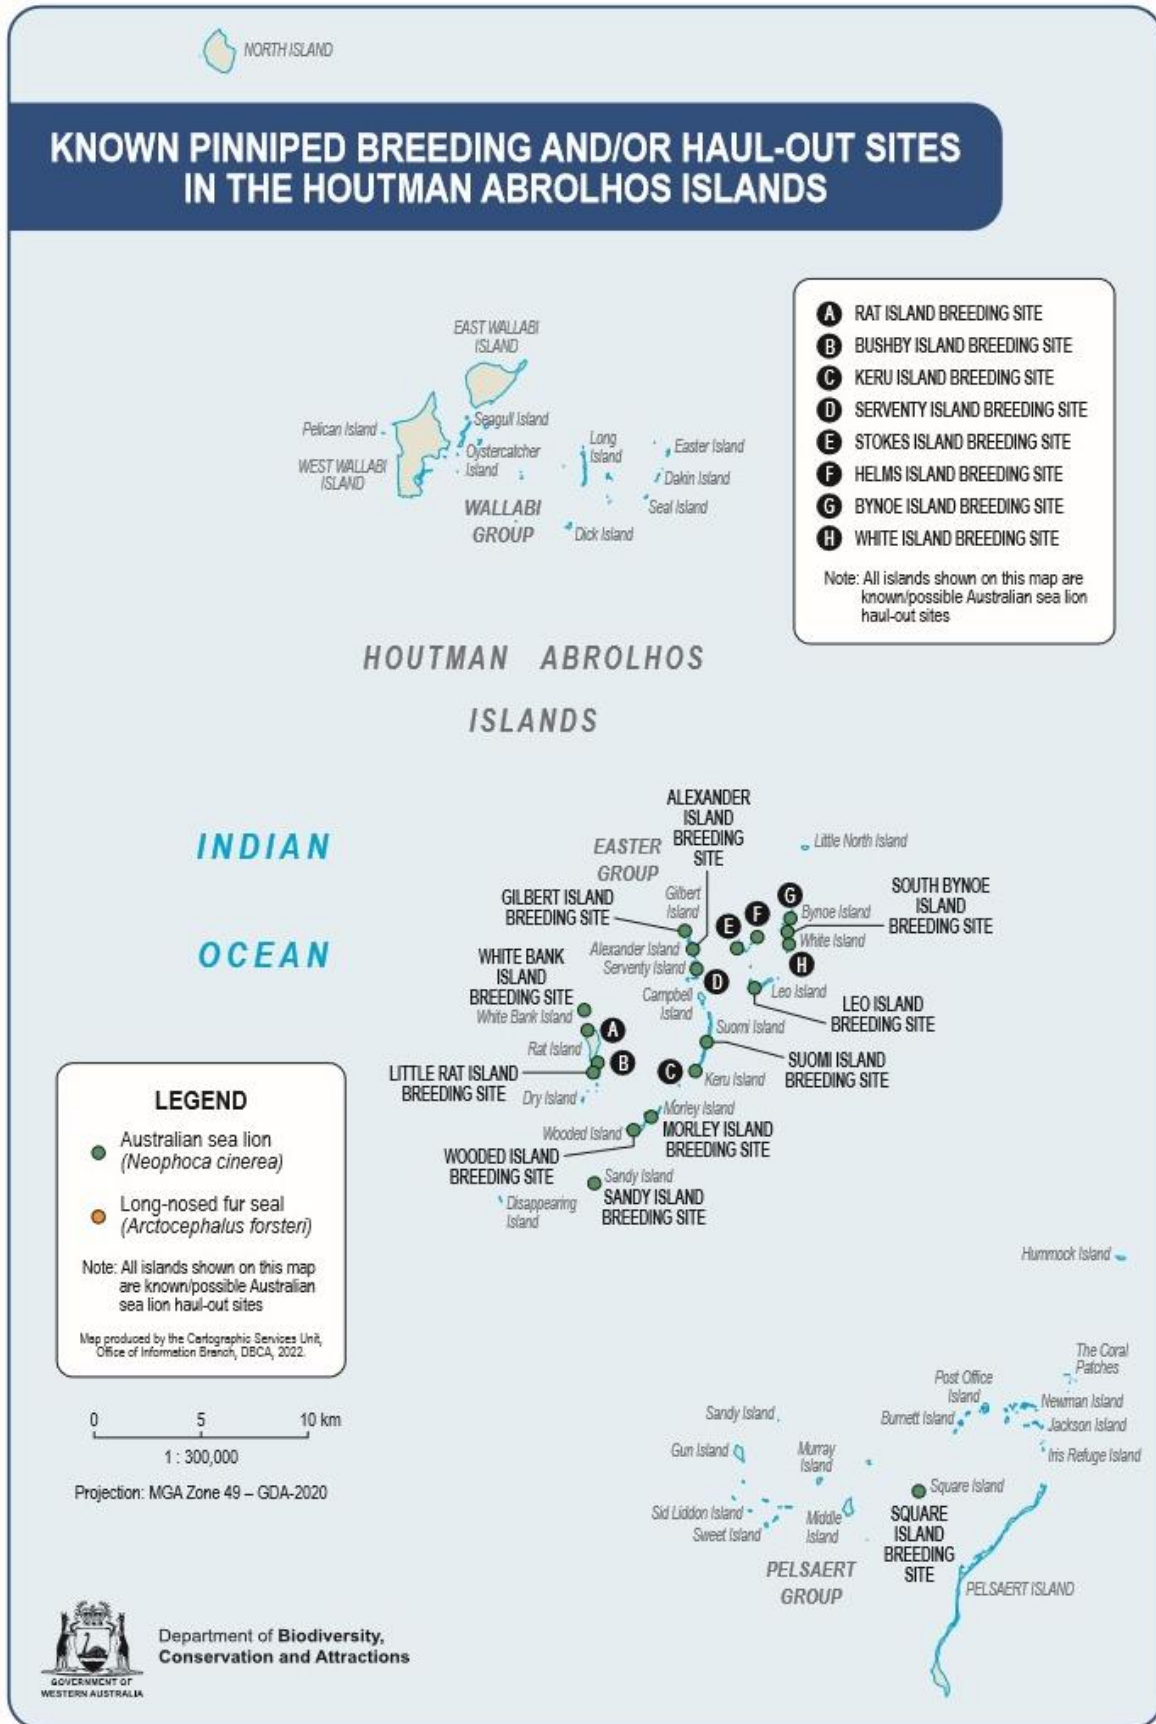 NORTH ISLAND
KNOWN PINNIPED BREEDING AND/OR HAUL-OUT SITES
IN THE HOUTMAN ABROLHOS ISLANDS
A RAT ISLAND BREEDING SITE
B BUSHBY ISLAND BREEDING SITE
C KERU ISLAND BREEDING SITE
D SERVENTY ISLAND BREEDING SITE
E STOKES ISLAND BREEDING SITE
F HELMS ISLAND BREEDING SITE
G BYNOE ISLAND BREEDING SITE
H WHITE ISLAND BREEDING SITE
Note: All islands shown on this map are
known/possible Australian sea lion
haul-out sites
EAST WALLABI
ISLAND
Seagull Island
Pelican Island
Oystercatcher
Island
WEST WALLABI
ISLAND
Long
Island
Easter Island
Dakin Island
Seal Island
WALLABI
GROUP
Dick Island
HOUTMAN ABROLHOS
ISLANDS
INDIAN
OCEAN
ALEXANDER
ISLAND
BREEDING
SITE
EASTER
GROUP
Little North Island
GILBERT ISLAND
BREEDING SITE
Gilbert
Island
SOUTH BYNOE
ISLAND
BREEDING SITE
G
F
E
Bynoe Island
White Island
H
Alexander Island
Serventy Island
D
WHITE BANK
ISLAND
BREEDING SITE
White Bank Island
Campbell
Island
Leo Island
LEO ISLAND
BREEDING SITE
A
Rat Island
B
Suomi Island
SUOMI ISLAND
BREEDING SITE
C
Keru Island
LITTLE RAT ISLAND
BREEDING SITE
Dry Island
Morley Island
MORLEY ISLAND
BREEDING SITE
Wooded Island
WOODED ISLAND
BREEDING SITE
Sandy Island
SANDY ISLAND
BREEDING SITE
Disappearing
Island
LEGEND
Australian sea lion
(Neophoca cinerea)
Long-nosed fur seal
(Arctocephalus forsteri)
Note: All islands shown on this map
are known/possible Australian
sea lion haul-out sites
Map produced by the Cartographic Services Unit,
Office of Information Branch, DBCA, 2022.
0 5 10 km
1 : 300,000
Projection: MGA Zone 49 – GDA-2020
Hummock Island
The Coral
Patches
Post Office
Island
Newman Island
Burnett Island
Jackson Island
Iris Refuge Island
Sandy Island
Gun Island
Murray
Island
Square Island
SQUARE
ISLAND
BREEDING
SITE
Sid Liddon Island
Sweet Island
Middle
Island
PELSAERT
GROUP
PELSAERT ISLAND
GOVERNMENT OF
WESTERN AUSTRALIA
Department of Biodiversity,
Conservation and Attractions